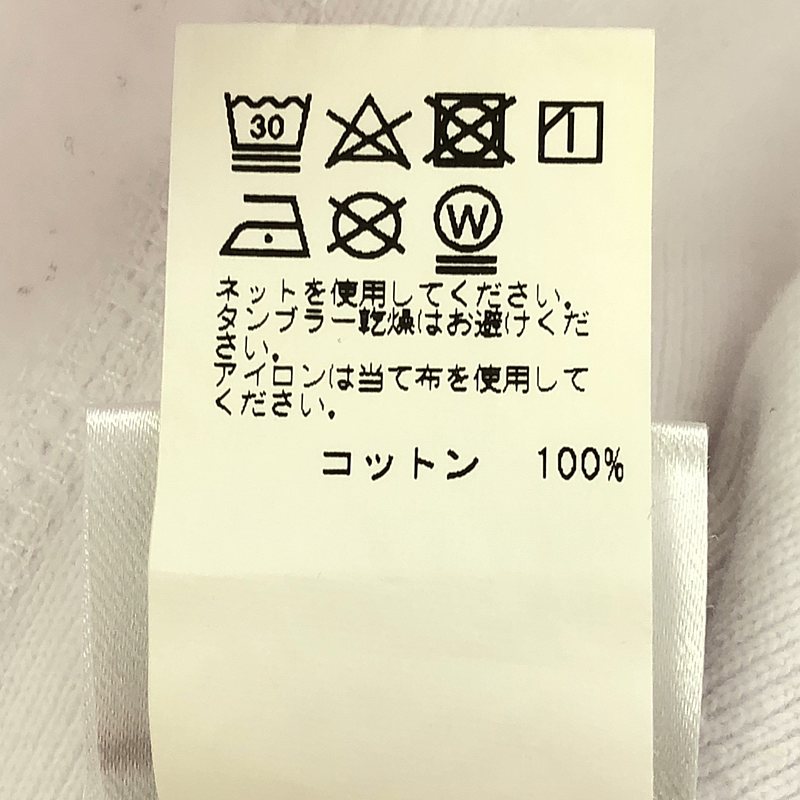 30
W
ネットを使用してください。
タンブラー乾燥はお避けくだ
さい。
アイロンは当て布を使用して
ください。
コットン 100%